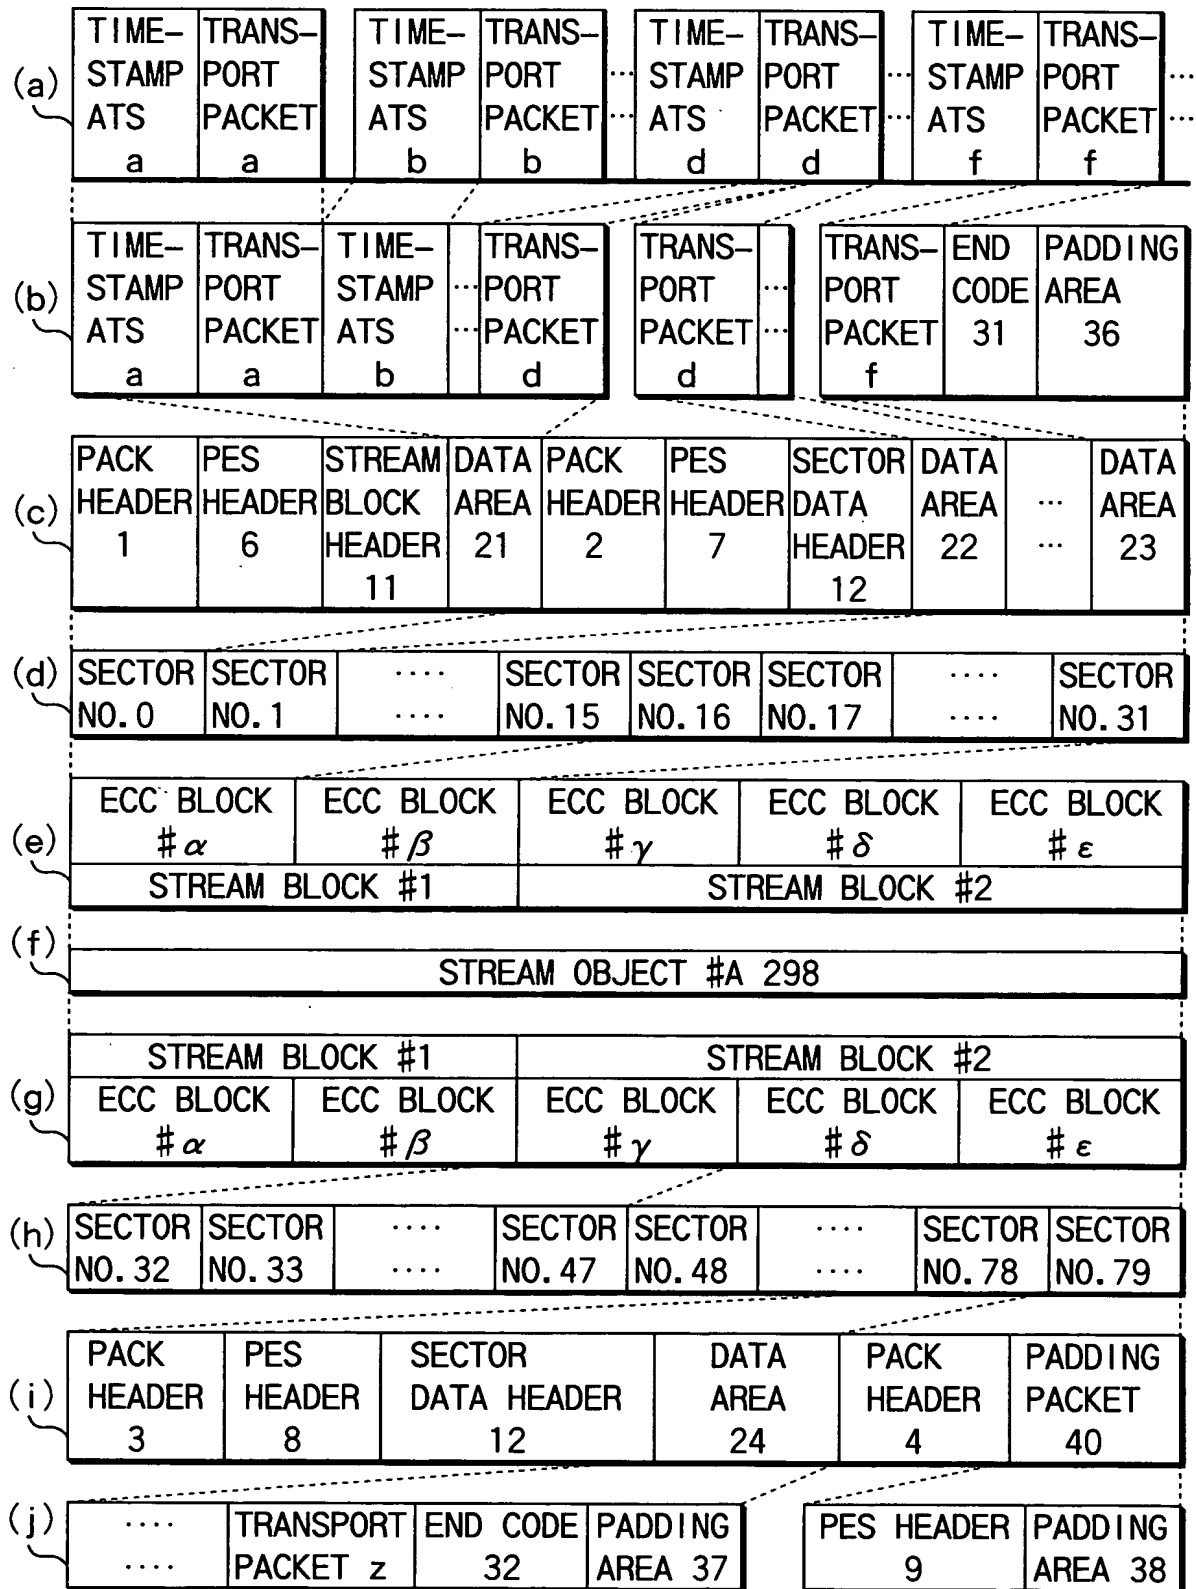 (a)
TIME- TRANS- TIME- TRANS- TIME- TRANS- TIME- TRANS-
STAMP PORT STAMP PORT ··· STAMP PORT ··· STAMP PORT ···
ATS PACKET ATS PACKET ··· ATS PACKET ··· ATS PACKET ···
a a b b d d f f
(b)
TIME- TRANS- TIME- TRANS- TRANS- TRANS- END PADDING
STAMP PORT STAMP ··· PORT PORT ··· PORT CODE AREA
ATS PACKET ATS ··· PACKET PACKET ··· PACKET 31 36
a a b d d f
(c)
PACK PES STREAM DATA PACK PES SECTOR DATA DATA
HEADER HEADER BLOCK AREA HEADER HEADER DATA AREA ··· AREA
1 6 HEADER 21 2 7 HEADER 22 ··· 23
11 12
(d)
SECTOR SECTOR ···· SECTOR SECTOR SECTOR ···· SECTOR
NO.0 NO.1 ···· NO.15 NO.16 NO.17 ···· NO.31
(e)
ECC BLOCK ECC BLOCK ECC BLOCK ECC BLOCK ECC BLOCK
#α #β #γ #δ #ε
STREAM BLOCK #1 STREAM BLOCK #2
(f)
STREAM OBJECT #A 298
(g)
STREAM BLOCK #1 STREAM BLOCK #2
ECC BLOCK ECC BLOCK ECC BLOCK ECC BLOCK ECC BLOCK
#α #β #γ #δ #ε
(h)
SECTOR SECTOR ···· SECTOR SECTOR ···· SECTOR SECTOR
NO.32 NO.33 ···· NO.47 NO.48 ···· NO.78 NO.79
(i)
PACK PES SECTOR DATA PACK PADDING
HEADER HEADER DATA HEADER AREA HEADER PACKET
3 8 12 24 4 40
(j)
···· TRANSPORT END CODE PADDING PES HEADER PADDING
···· PACKET z 32 AREA 37 9 AREA 38